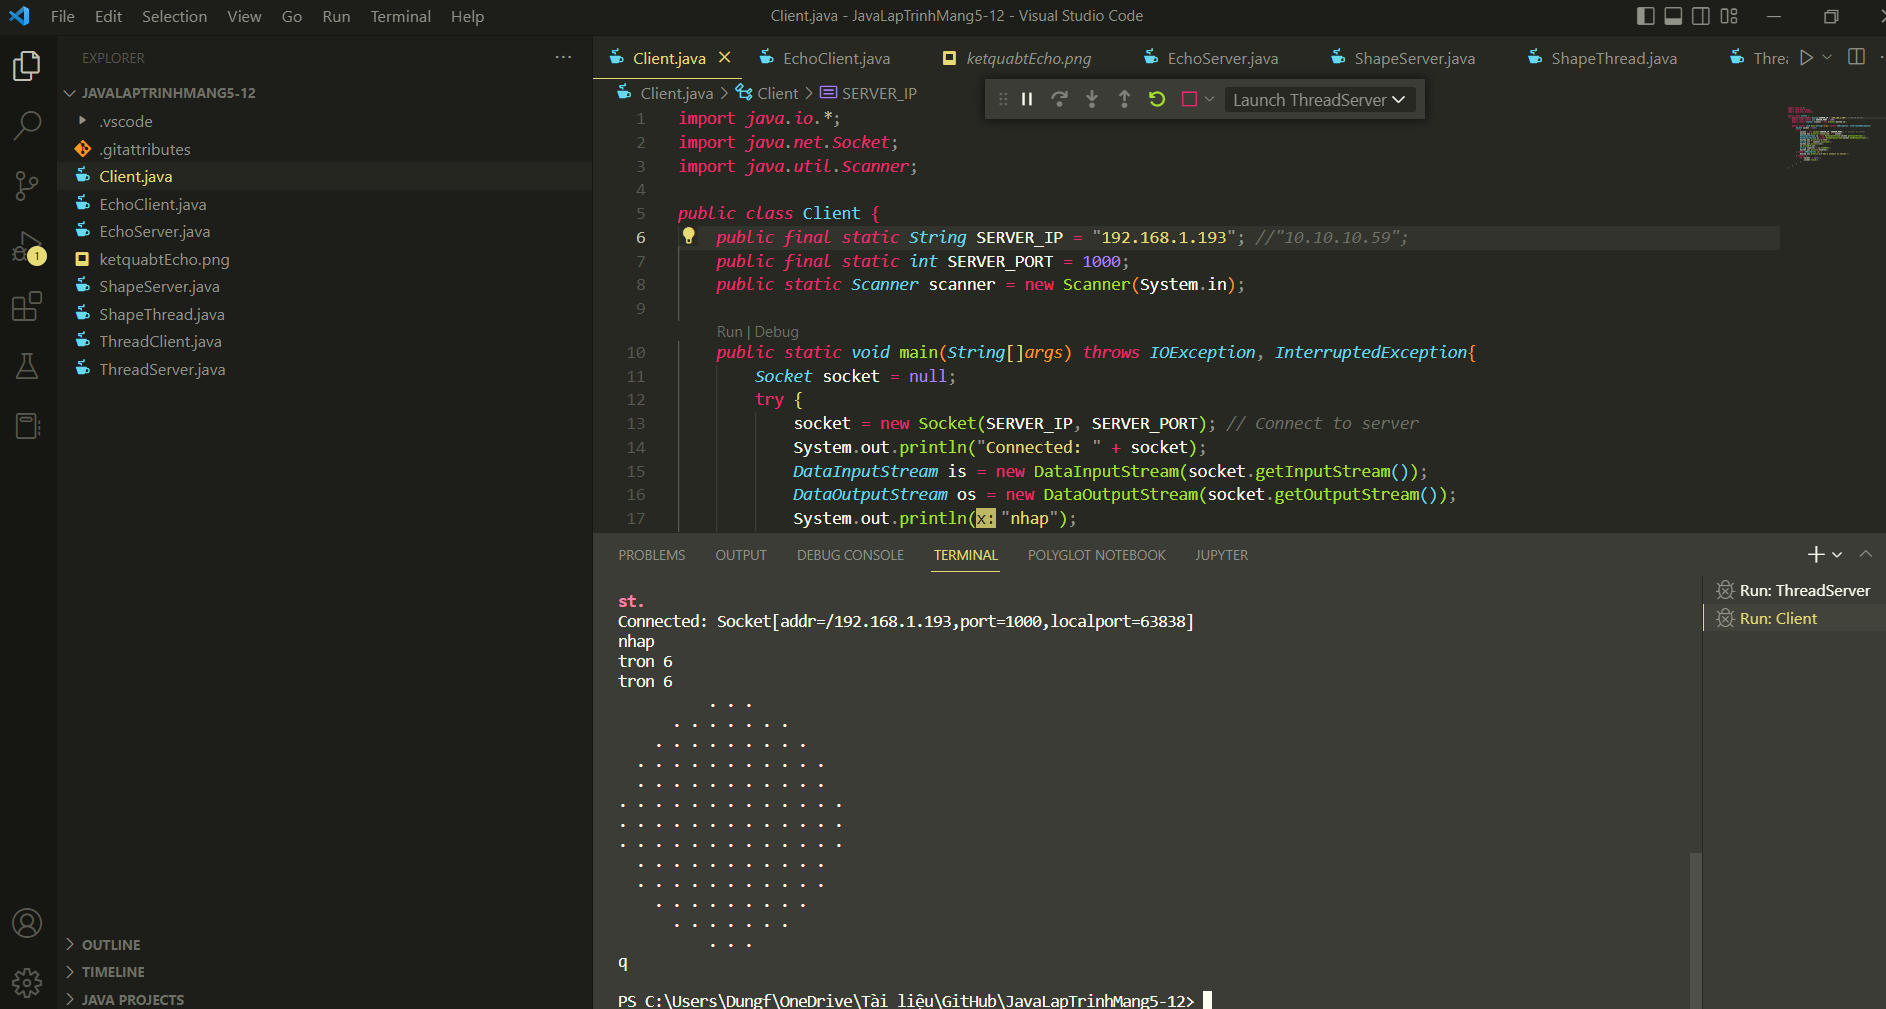 File Edit Selection View Go Run Terminal Help
Client.java - JavaLapTrinhMang5-12 - Visual Studio Code
EXPLORER
JAVALAPTRINHMANG5-12
.vscode
.gitattributes
Client.java
EchoClient.java
EchoServer.java
ketquabtEcho.png
ShapeServer.java
ShapeThread.java
ThreadClient.java
ThreadServer.java
1
OUTLINE
TIMELINE
JAVA PROJECTS
Client.java EchoClient.java ketquabtEcho.png EchoServer.java ShapeServer.java ShapeThread.java Threa
Client.java > Client > SERVER_IP
Launch ThreadServer
1 import java.io.*;
2 import java.net.Socket;
3 import java.util.Scanner;
4
5 public class Client {
6 public final static String SERVER_IP = "192.168.1.193"; //"10.10.10.59";
7 public final static int SERVER_PORT = 1000;
8 public static Scanner scanner = new Scanner(System.in);
9
Run | Debug
10 public static void main(String[]args) throws IOException, InterruptedException{
11 Socket socket = null;
12 try {
13 socket = new Socket(SERVER_IP, SERVER_PORT); // Connect to server
14 System.out.println("Connected: " + socket);
15 DataInputStream is = new DataInputStream(socket.getInputStream());
16 DataOutputStream os = new DataOutputStream(socket.getOutputStream());
17 System.out.println(x: "nhap");
PROBLEMS OUTPUT DEBUG CONSOLE TERMINAL POLYGLOT NOTEBOOK JUPYTER
Run: ThreadServer
Run: Client
st.
Connected: Socket[addr=/192.168.1.193,port=1000,localport=63838]
nhap
tron 6
tron 6
. . .
. . . . . . .
. . . . . . . . .
. . . . . . . . . . .
. . . . . . . . . . .
. . . . . . . . . . . . .
. . . . . . . . . . . . .
. . . . . . . . . . . . .
. . . . . . . . . . .
. . . . . . . . . . .
. . . . . . . . .
. . . . . . .
. . .
q
PS C:\Users\Dungf\OneDrive\Tài liệu\GitHub\JavaLapTrinhMang5-12>